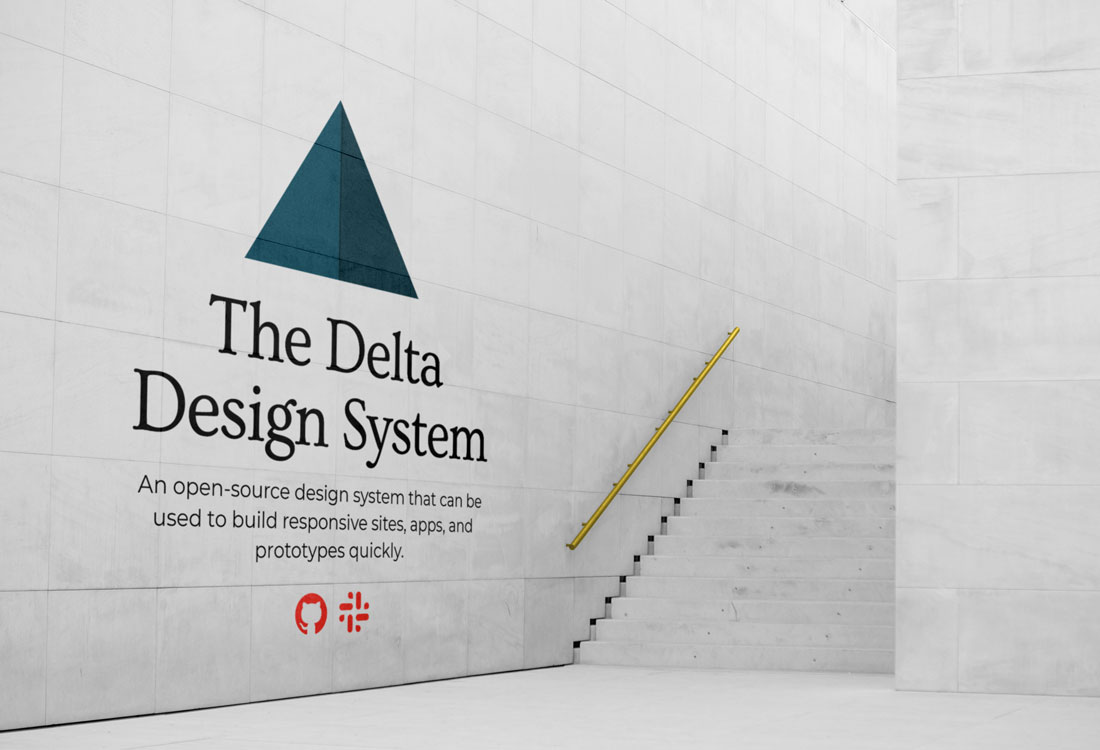 The Delta
Design System
An open-source design system that can be
used to build responsive sites, apps, and
prototypes quickly.